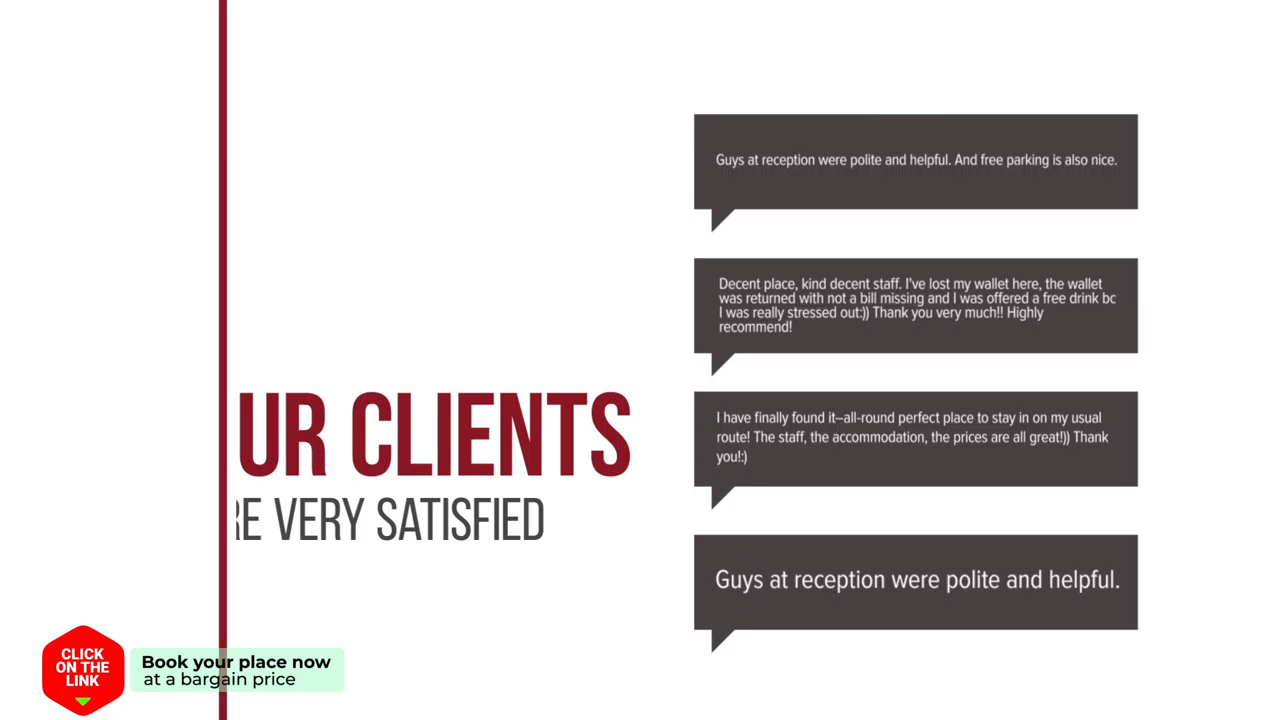 Guys at reception were polite and helpful. And free parking is also nice.
Decent place, kind decent staff. I've lost my wallet here, the wallet
was returned with not a bill missing and I was offered a free drink bc
I was really stressed out:)) Thank you very much!! Highly
recommend!
UR CLIENTS
RE VERY SATISFIED
I have finally found it–all-round perfect place to stay in on my usual
route! The staff, the accommodation, the prices are all great!)) Thank
you!:)
Guys at reception were polite and helpful.
CLICK
ON THE
LINK
Book your place now
at a bargain price